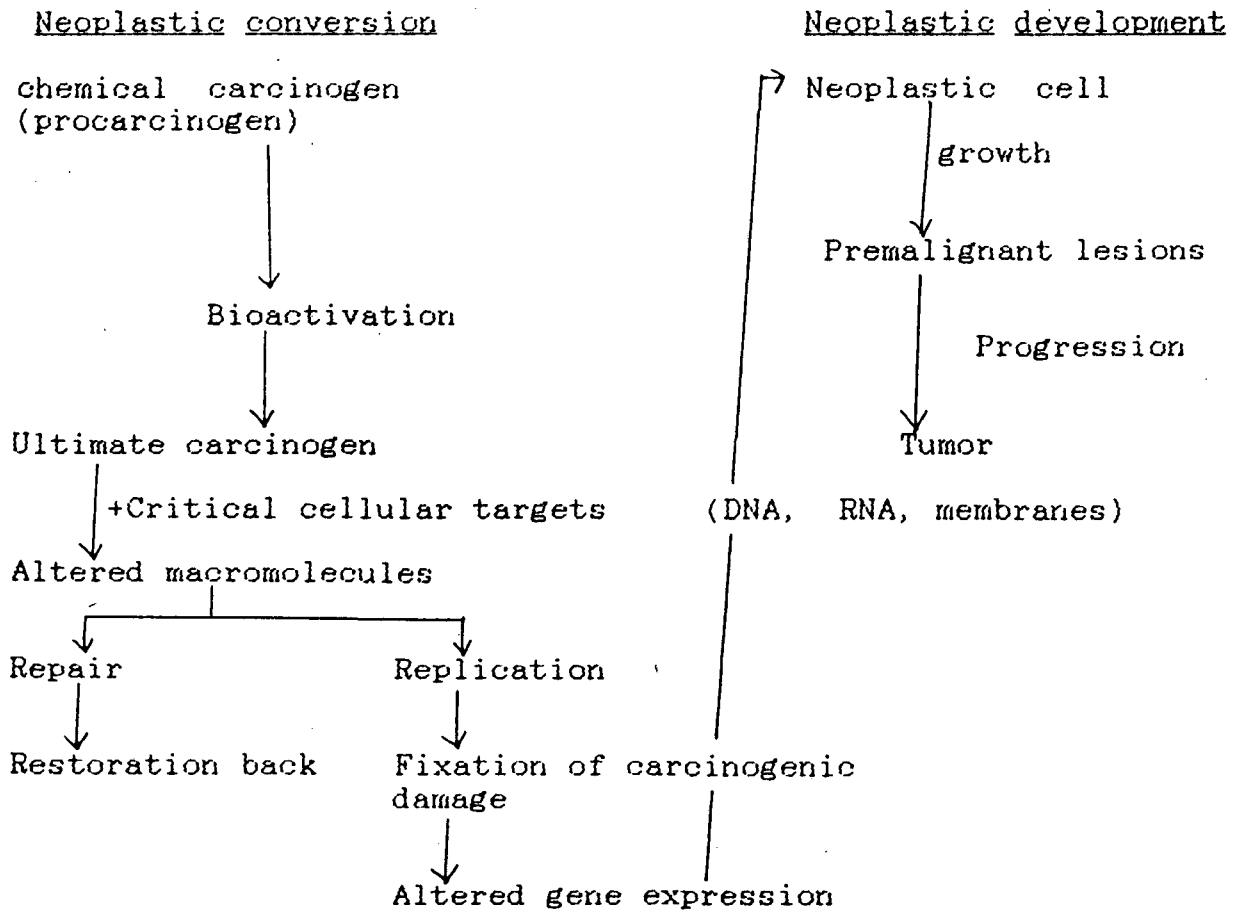 Neoplastic conversion
chemical carcinogen
(procarcinogen)
Bioactivation
Ultimate carcinogen
+Critical cellular targets (DNA, RNA, membranes)
Altered macromolecules
Repair Replication
Restoration back Fixation of carcinogenic
damage
Altered gene expression
Neoplastic development
Neoplastic cell
growth
Premalignant lesions
Progression
Tumor